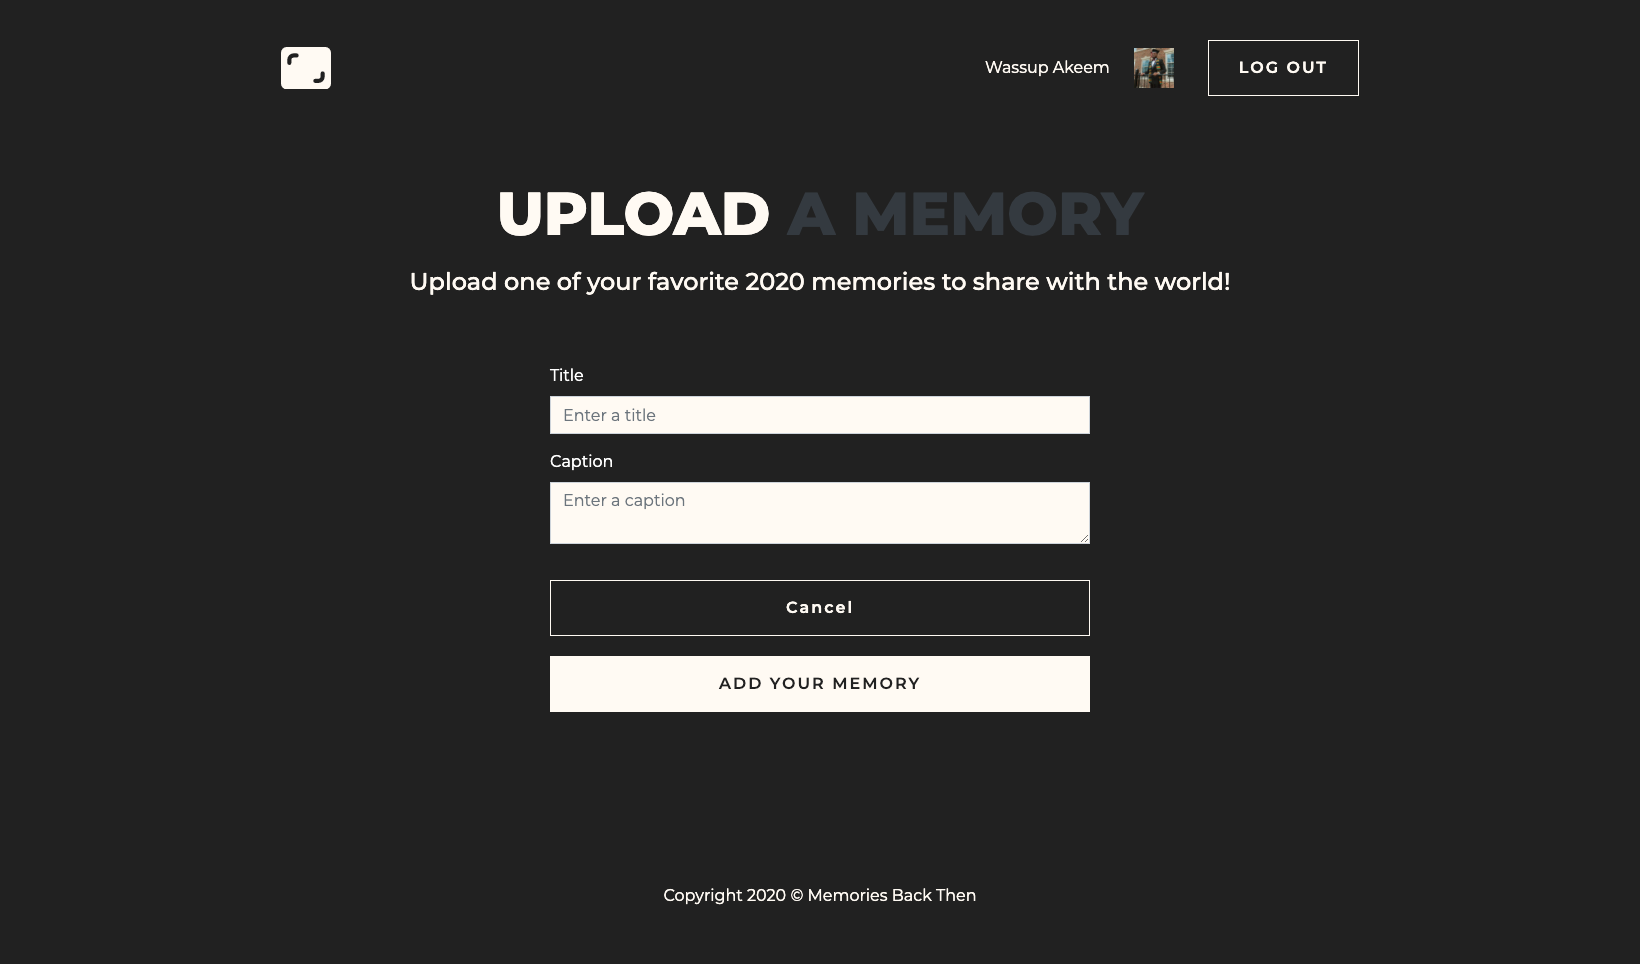 Wassup Akeem
LOG OUT
UPLOAD A MEMORY
Upload one of your favorite 2020 memories to share with the world!
Title
Enter a title
Caption
Enter a caption
Cancel
ADD YOUR MEMORY
Copyright 2020 © Memories Back Then